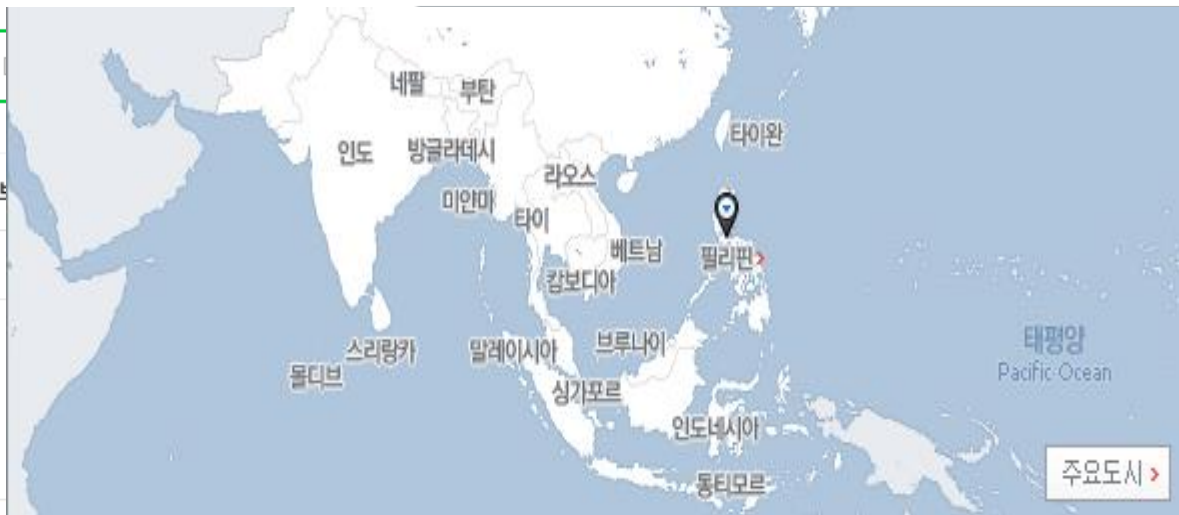 네팔
부탄
타이완
인도
방글라데시
라오스
미얀마
타이
베트남
필리핀
캄보디아
태평양
Pacific Ocean
스리랑카
말레이시아
브루나이
몰디브
싱가포르
인도네시아
주요도시
동티모르